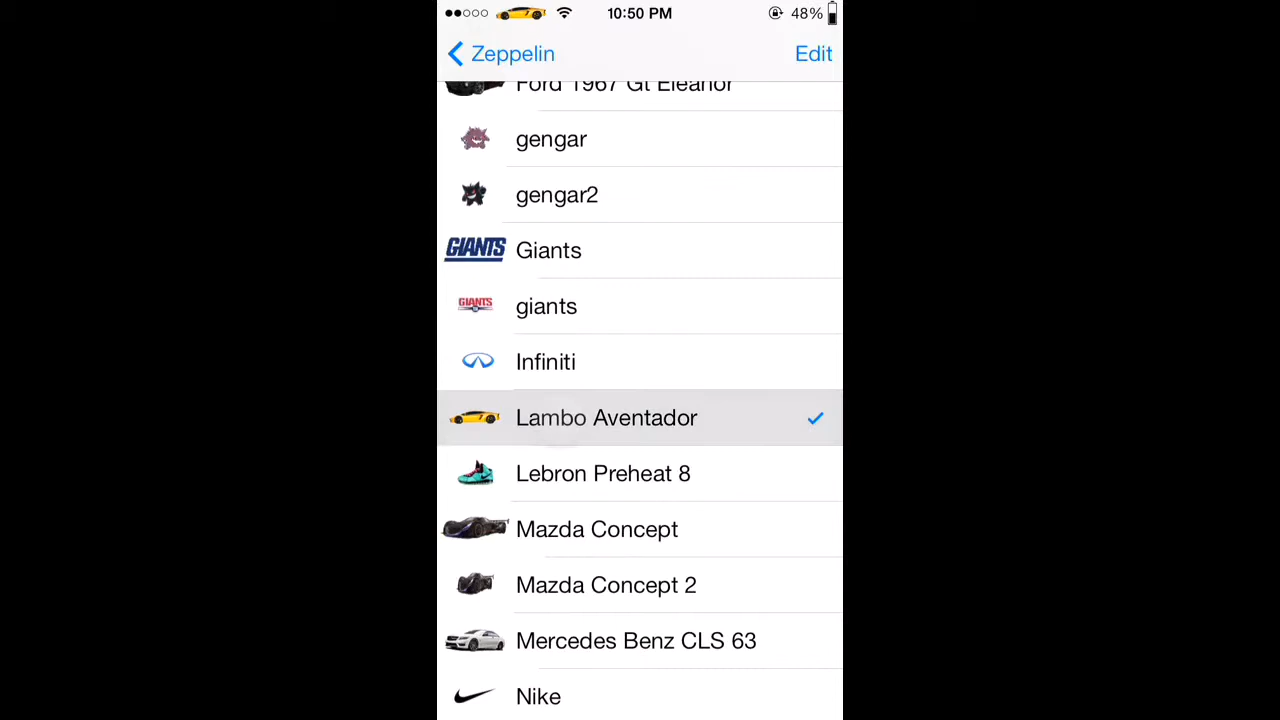 10:50 PM
48%
Zeppelin
Edit
Ford 1967 Gt Eleanor
gengar
gengar2
GIANTS Giants
GIANTS giants
Infiniti
Lambo Aventador
Lebron Preheat 8
Mazda Concept
Mazda Concept 2
Mercedes Benz CLS 63
Nike